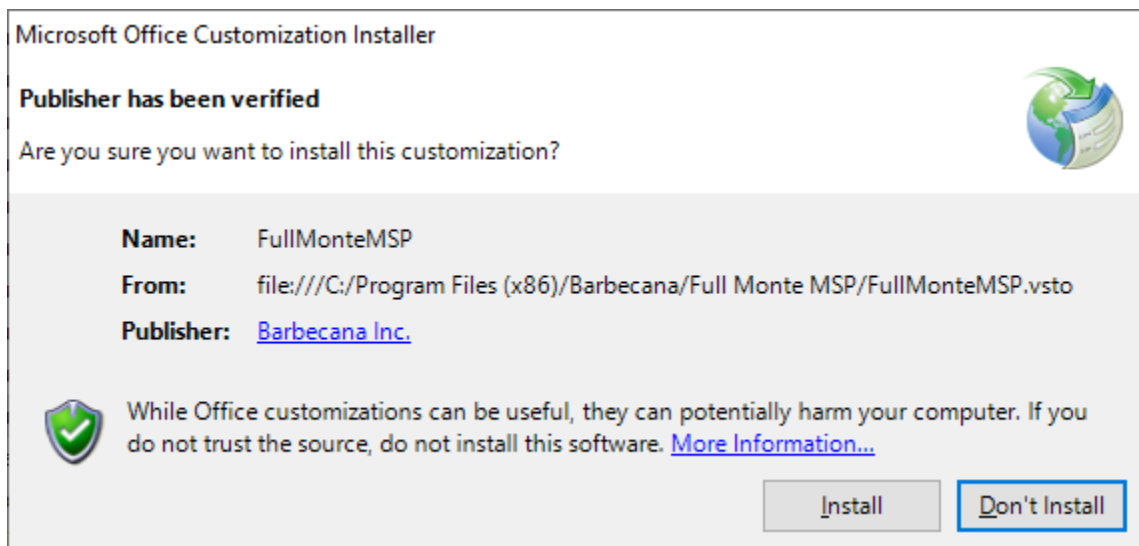 Microsoft Office Customization Installer
Publisher has been verified
Are you sure you want to install this customization?
Name: FullMonteMSP
From: file:///C:/Program Files (x86)/Barbecana/Full Monte MSP/FullMonteMSP.vsto
Publisher: Barbecana Inc.
While Office customizations can be useful, they can potentially harm your computer. If you
do not trust the source, do not install this software. More Information...
Install Don't Install